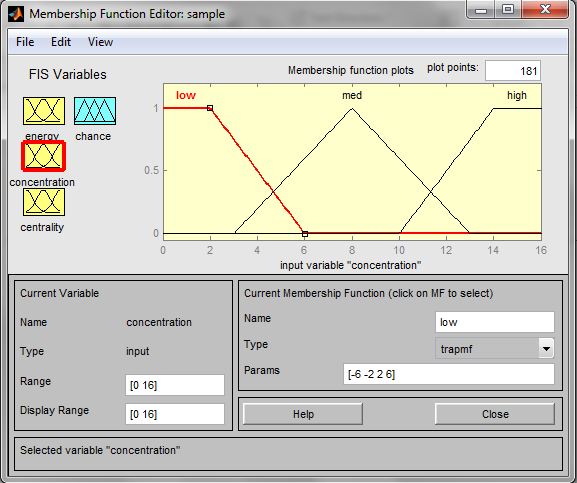 Membership Function Editor: sample
File Edit View
FIS Variables
Membership function plots plot points: 181
energy chance
concentration
centrality
low med high
1
0.5
0
0 2 4 6 8 10 12 14 16
input variable "concentration"
Current Variable
Name concentration
Type input
Range [0 16]
Display Range [0 16]
Current Membership Function (click on MF to select)
Name low
Type trapmf
Params [-6 -2 2 6]
Help Close
Selected variable "concentration"